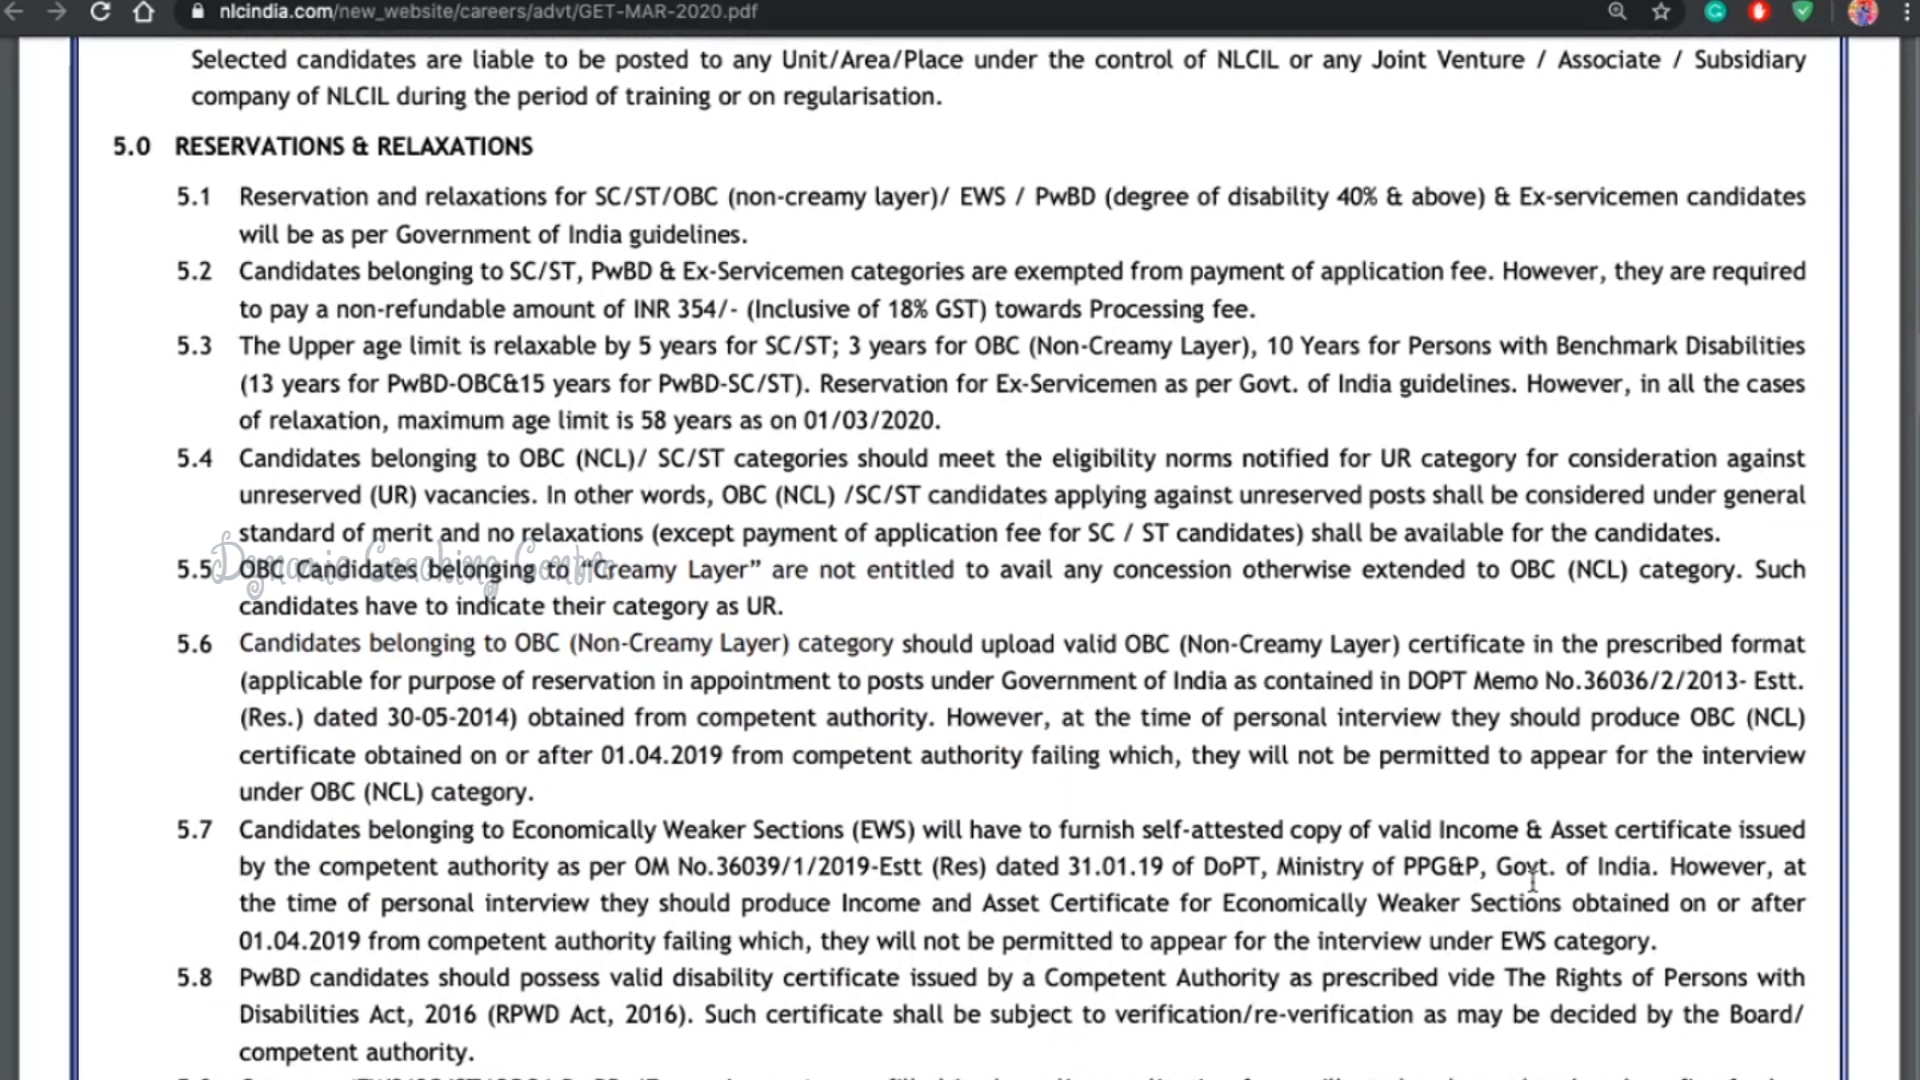 nlcindia.com/new_website/careers/advt/GET-MAR-2020.pdf
Selected candidates are liable to be posted to any Unit/Area/Place under the control of NLCIL or any Joint Venture / Associate / Subsidiary
company of NLCIL during the period of training or on regularisation.
5.0 RESERVATIONS & RELAXATIONS
5.1 Reservation and relaxations for SC/ST/OBC (non-creamy layer)/ EWS / PwBD (degree of disability 40% & above) & Ex-servicemen candidates
will be as per Government of India guidelines.
5.2 Candidates belonging to SC/ST, PwBD & Ex-Servicemen categories are exempted from payment of application fee. However, they are required
to pay a non-refundable amount of INR 354/- (Inclusive of 18% GST) towards Processing fee.
5.3 The Upper age limit is relaxable by 5 years for SC/ST; 3 years for OBC (Non-Creamy Layer), 10 Years for Persons with Benchmark Disabilities
(13 years for PwBD-OBC&15 years for PwBD-SC/ST). Reservation for Ex-Servicemen as per Govt. of India guidelines. However, in all the cases
of relaxation, maximum age limit is 58 years as on 01/03/2020.
5.4 Candidates belonging to OBC (NCL)/ SC/ST categories should meet the eligibility norms notified for UR category for consideration against
unreserved (UR) vacancies. In other words, OBC (NCL) /SC/ST candidates applying against unreserved posts shall be considered under general
standard of merit and no relaxations (except payment of application fee for SC / ST candidates) shall be available for the candidates.
Dynamic Coaching Centre
5.5 OBC Candidates belonging to “Creamy Layer” are not entitled to avail any concession otherwise extended to OBC (NCL) category. Such
candidates have to indicate their category as UR.
5.6 Candidates belonging to OBC (Non-Creamy Layer) category should upload valid OBC (Non-Creamy Layer) certificate in the prescribed format
(applicable for purpose of reservation in appointment to posts under Government of India as contained in DOPT Memo No.36036/2/2013- Estt.
(Res.) dated 30-05-2014) obtained from competent authority. However, at the time of personal interview they should produce OBC (NCL)
certificate obtained on or after 01.04.2019 from competent authority failing which, they will not be permitted to appear for the interview
under OBC (NCL) category.
5.7 Candidates belonging to Economically Weaker Sections (EWS) will have to furnish self-attested copy of valid Income & Asset certificate issued
by the competent authority as per OM No.36039/1/2019-Estt (Res) dated 31.01.19 of DoPT, Ministry of PPG&P, Govt. of India. However, at
the time of personal interview they should produce Income and Asset Certificate for Economically Weaker Sections obtained on or after
01.04.2019 from competent authority failing which, they will not be permitted to appear for the interview under EWS category.
5.8 PwBD candidates should possess valid disability certificate issued by a Competent Authority as prescribed vide The Rights of Persons with
Disabilities Act, 2016 (RPWD Act, 2016). Such certificate shall be subject to verification/re-verification as may be decided by the Board/
competent authority.